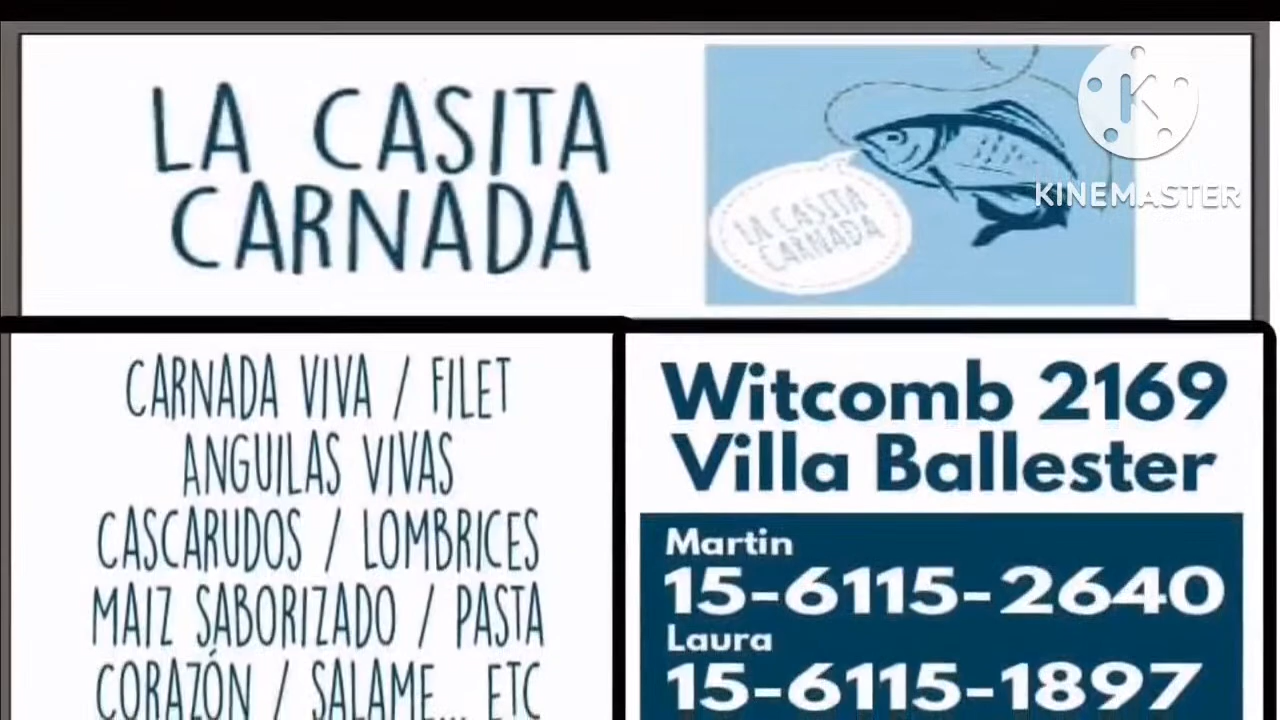 LA CASITA
CARNADA
LA CASITA
CARNADA
K
KINEMASTER
CARNADA VIVA / FILET
ANGUILAS VIVAS
CASCARUDOS / LOMBRICES
MAIZ SABORIZADO / PASTA
CORAZÓN / SALAME... ETC
Witcomb 2169
Villa Ballester
Martin
15-6115-2640
Laura
15-6115-1897